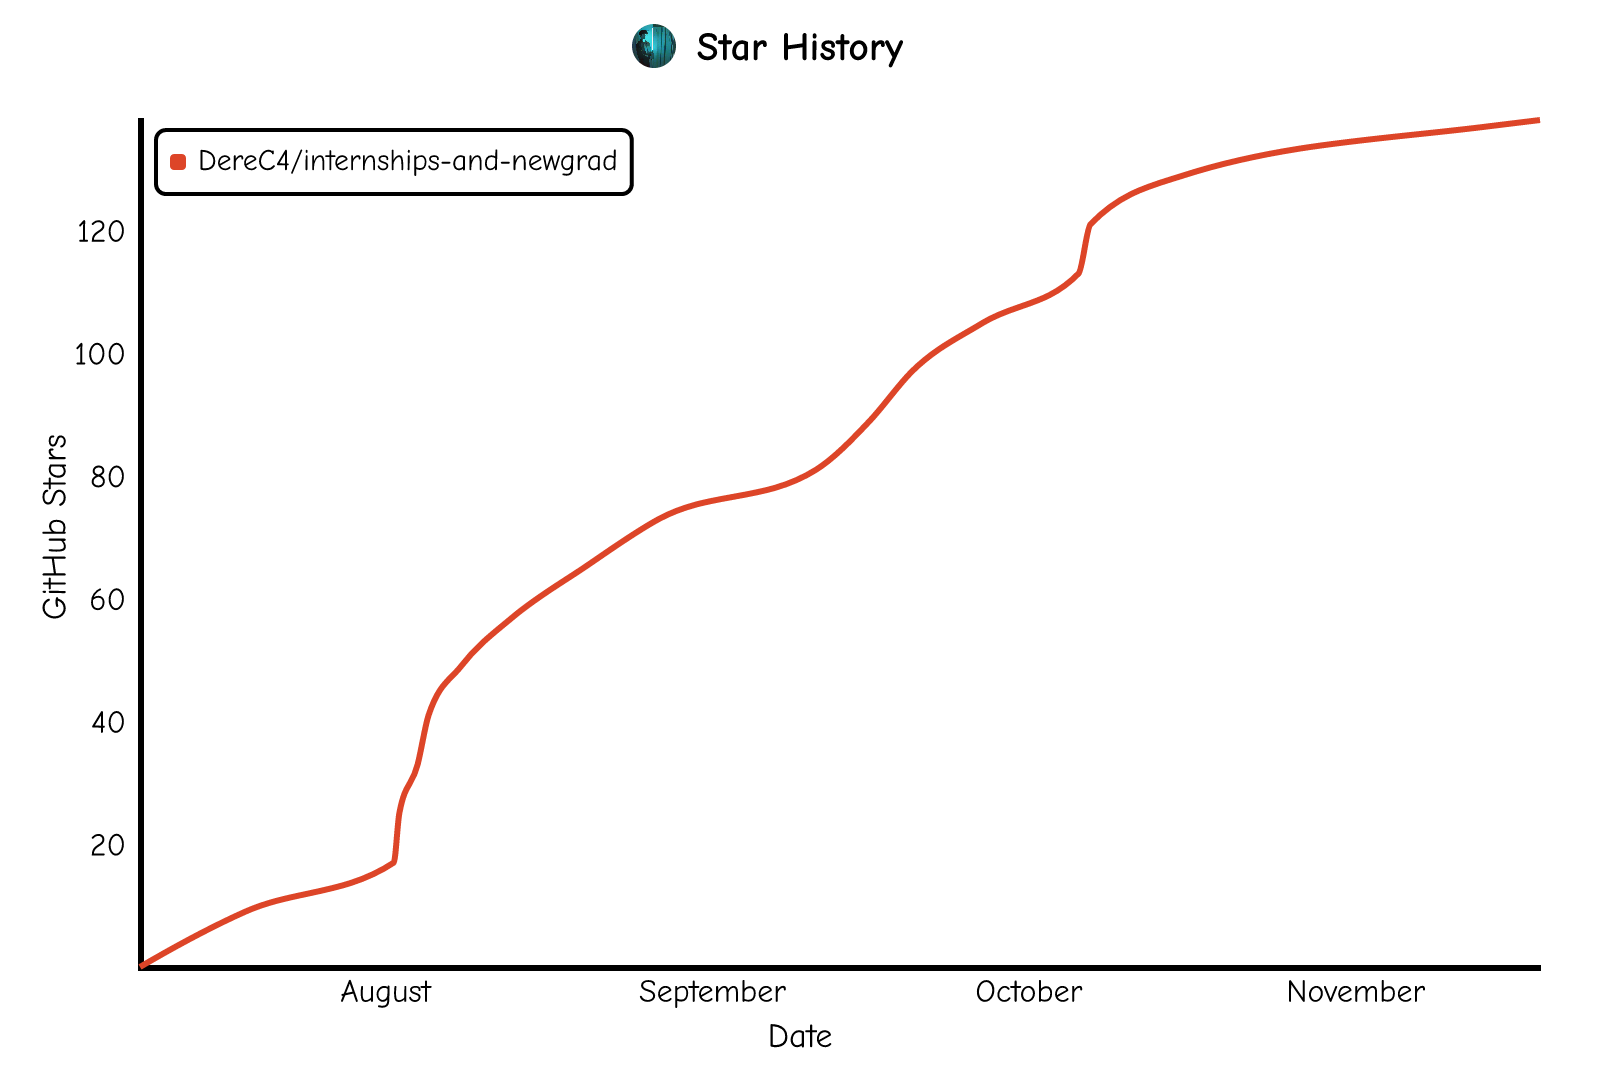 Star History
DereC4/internships-and-newgrad
120
100
80
60
40
20
GitHub Stars
August September October November
Date